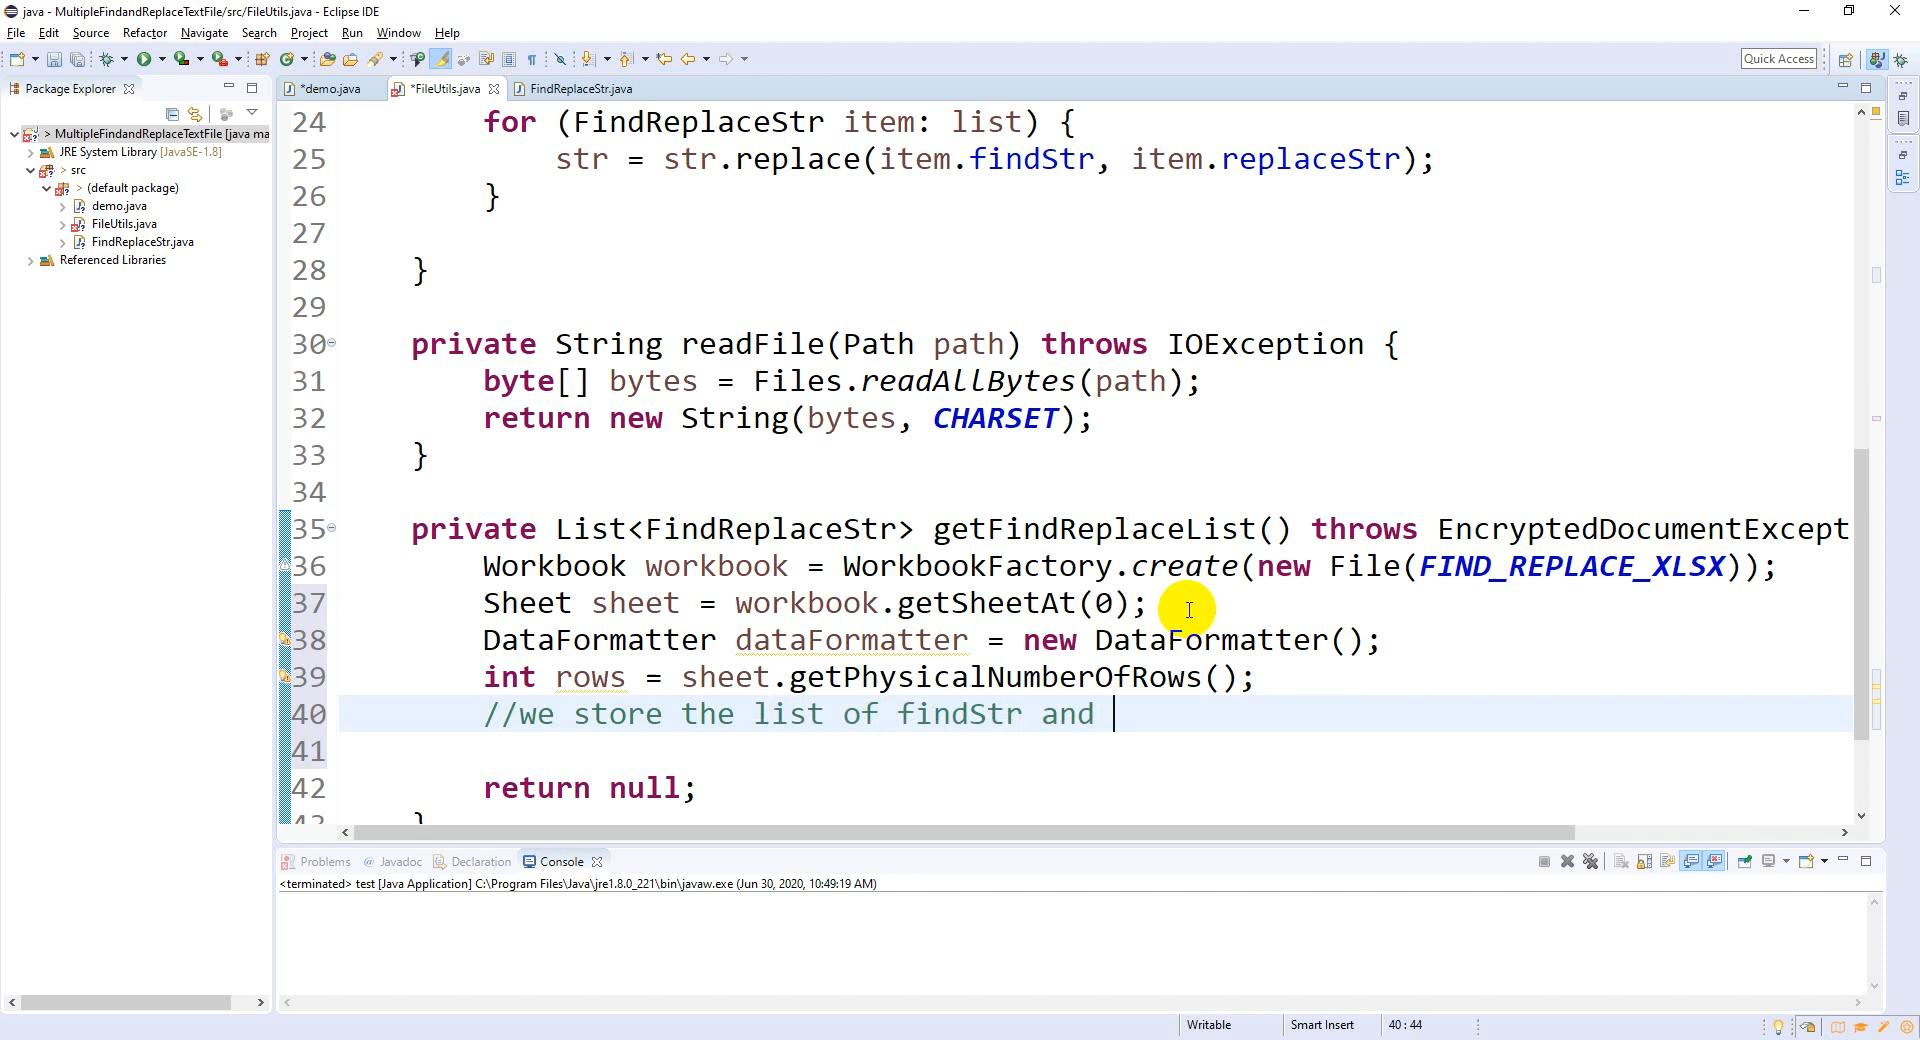 java - MultipleFindandReplaceTextFile/src/FileUtils.java - Eclipse IDE
File Edit Source Refactor Navigate Search Project Run Window Help
Quick Access
Package Explorer
*demo.java *FileUtils.java FindReplaceStr.java
> MultipleFindandReplaceTextFile [java ma
JRE System Library [JavaSE-1.8]
> src
> (default package)
demo.java
FileUtils.java
FindReplaceStr.java
Referenced Libraries
24 for (FindReplaceStr item: list) {
25 str = str.replace(item.findStr, item.replaceStr);
26 }
27
28 }
29
30 private String readFile(Path path) throws IOException {
31 byte[] bytes = Files.readAllBytes(path);
32 return new String(bytes, CHARSET);
33 }
34
35 private List<FindReplaceStr> getFindReplaceList() throws EncryptedDocumentExcept
36 Workbook workbook = WorkbookFactory.create(new File(FIND_REPLACE_XLSX));
37 Sheet sheet = workbook.getSheetAt(0);
38 DataFormatter dataFormatter = new DataFormatter();
39 int rows = sheet.getPhysicalNumberOfRows();
40 //we store the list of findStr and
41
42 return null;
43 }
Problems @ Javadoc Declaration Console
<terminated> test [Java Application] C:\Program Files\Java\jre1.8.0_221\bin\javaw.exe (Jun 30, 2020, 10:49:19 AM)
Writable Smart Insert 40 : 44